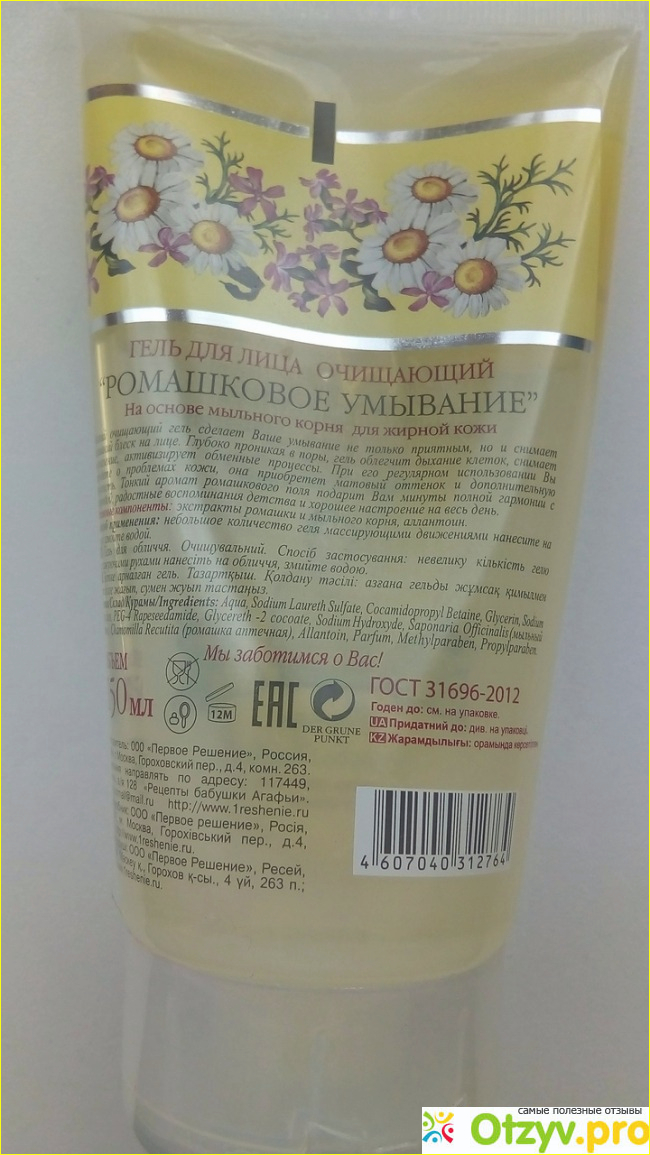 ГЕЛЬ ДЛЯ ЛИЦА ОЧИЩАЮЩИЙ
“РОМАШКОВОЕ УМЫВАНИЕ”
На основе мыльного корня для жирной кожи
очищающий гель сделает Ваше умывание не только приятным, но и снимает
блеск на лице. Глубоко проникая в поры, гель облегчит дыхание клеток, снимает
активизирует обменные процессы. При его регулярном использовании Вы
о проблемах кожи, она приобретет матовый оттенок и дополнительную
Тонкий аромат ромашкового поля подарит Вам минуты полной гармонии с
радостные воспоминания детства и хорошее настроение на весь день.
компоненты: экстракты ромашки и мыльного корня, аллантоин.
применения: небольшое количество геля массирующими движениями нанесите на
водой.
для обличчя. Очищувальний. Спосіб застосування: невелику кількість гелю
рухами нанесіть на обличчя, змийте водою.
арналған гель. Тазартқыш. Қолдану тәсілі: азғана гельды жұмсақ қимылмен
сумен жуып тастаңыз.
Құрамы/Ingredients: Aqua, Sodium Laureth Sulfate, Cocamidopropyl Betaine, Glycerin, Sodium
PEG-4 Rapeseedamide, Glycereth -2 cocoate, Sodium Hydroxyde, Saponaria Officinalis (мыльный
Chamomilla Recutita (ромашка аптечная), Allantoin, Parfum, Methylparaben, Propylparaben.
Мы заботимся о Вас!
мл
12M
EAC
DER GRUNE
PUNKT
ГОСТ 31696-2012
Годен до: см. на упаковке.
UA Придатний до: див. на упаковці.
KZ Жарамдылығы: орамында
ООО «Первое Решение», Россия,
Москва, Гороховский пер., д.4, комн. 263.
направлять по адресу: 117449,
128 «Рецепты бабушки Агафьи».
http://www.1reshenie.ru
ООО «Первое решение», Росія,
м. Москва, Горохівський пер., д.4,
ООО «Первое Решение», Ресей,
Горохов қ-сы., 4 үй, 263 п.;
4 607040 312764
самые полезные отзывы
Otzyv.pro